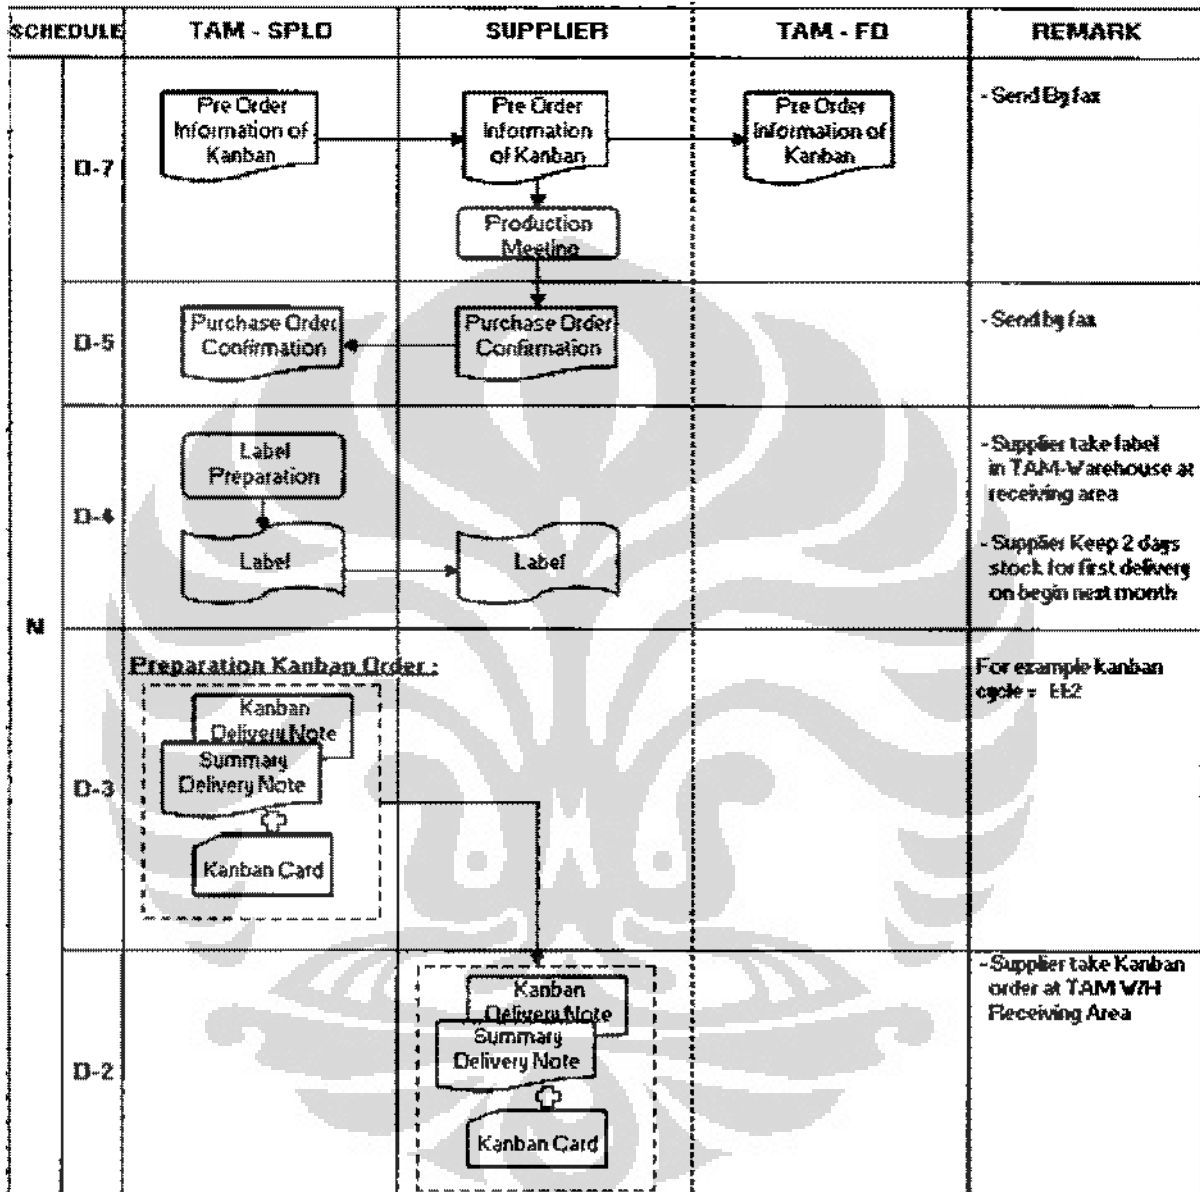 SCHEDULE
TAM - SPLD
SUPPLIER
TAM - FD
REMARK
N
D-7
Pre Order
Information of
Kanban
Pre Order
Information
of Kanban
Pre Order
Information of
Kanban
- Send By fax
Production
Meeting
D-5
Purchase Order
Confirmation
Purchase Order
Confirmation
- Send by fax
D-4
Label
Preparation
Label
Label
- Supplier take label
in TAM-Warehouse at
receiving area
- Supplier Keep 2 days
stock for first delivery
on begin nest month
D-3
Preparation Kanban Order :
Kanban
Delivery Note
Summary
Delivery Note
Kanban Card
For example kanban
cycle =
D-2
Kanban
Delivery Note
Summary
Delivery Note
Kanban Card
- Supplier take Kanban
order at TAM W/H
Receiving Area